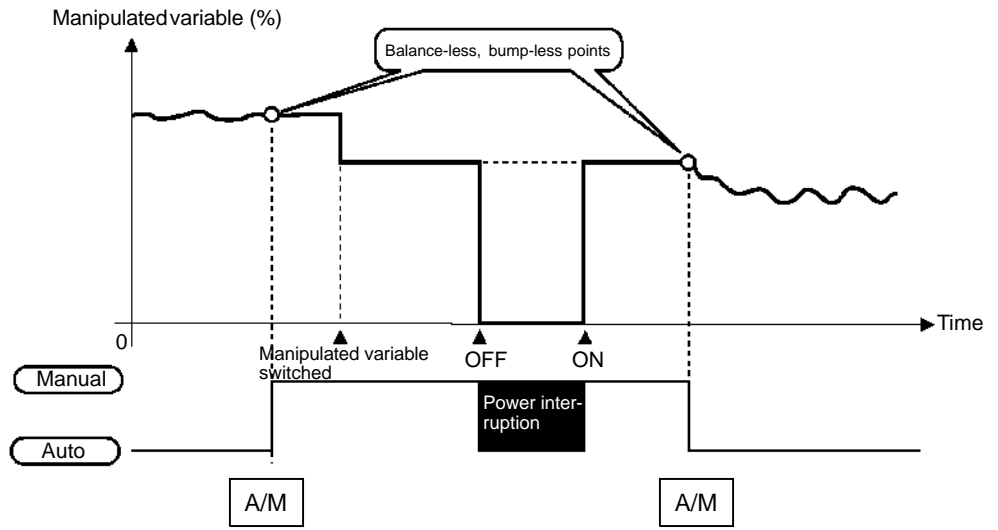 Manipulated variable (%)
Balance-less, bump-less points
Time
0
Manipulated variable
switched
OFF
ON
Manual
Power inter-
ruption
Auto
A/M
A/M